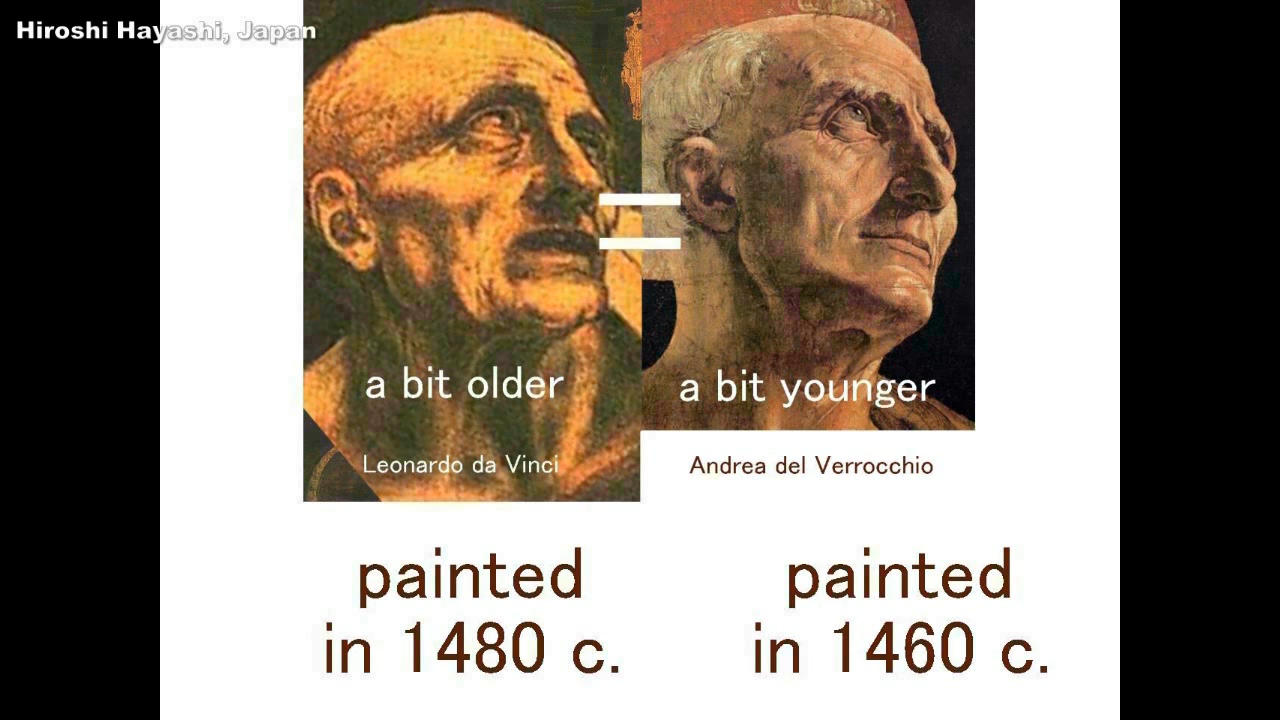 Hiroshi Hayashi, Japan
a bit older
a bit younger
Leonardo da Vinci
Andrea del Verrocchio
painted
in 1480 c.
painted
in 1460 c.